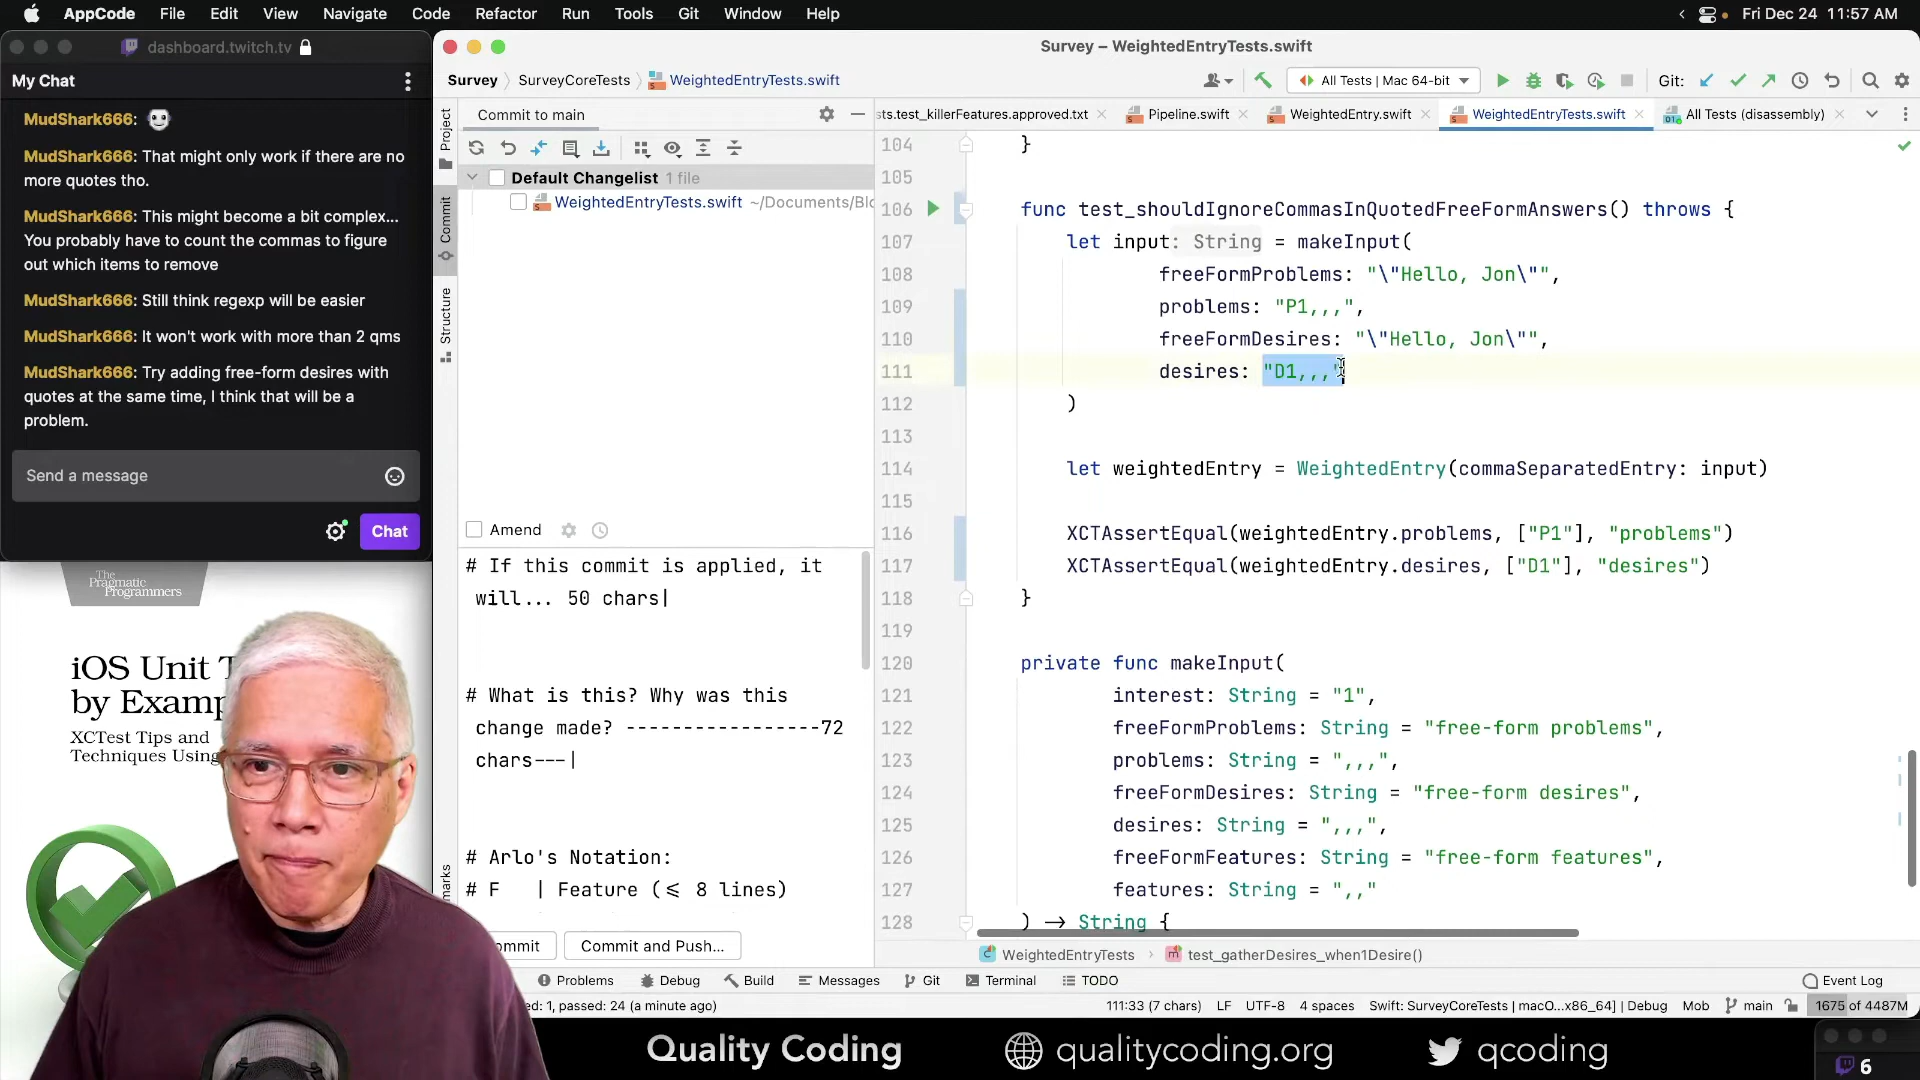 AppCode File Edit View Navigate Code Refactor Run Tools Git Window Help
Fri Dec 24 11:57 AM
dashboard.twitch.tv
My Chat
MudShark666:
MudShark666: That might only work if there are no
more quotes tho.
MudShark666: This might become a bit complex...
You probably have to count the commas to figure
out which items to remove
MudShark666: Still think regexp will be easier
MudShark666: It won't work with more than 2 qms
MudShark666: Try adding free-form desires with
quotes at the same time, I think that will be a
problem.
Send a message
Chat
The
Pragmatic
Programmers
iOS Unit T
by Examp
XCTest Tips and
Techniques Using
Survey – WeightedEntryTests.swift
Survey SurveyCoreTests WeightedEntryTests.swift
All Tests | Mac 64-bit
Git:
Project
Commit
Structure
marks
Commit to main
Default Changelist 1 file
WeightedEntryTests.swift ~/Documents/Blo
Amend
# If this commit is applied, it
will... 50 chars|
# What is this? Why was this
change made? -----------------72
chars---|
# Arlo's Notation:
# F | Feature (<= 8 lines)
ommit
Commit and Push...
sts.test_killerFeatures.approved.txt Pipeline.swift WeightedEntry.swift WeightedEntryTests.swift All Tests (disassembly)
104 }
105
106 func test_shouldIgnoreCommasInQuotedFreeFormAnswers() throws {
107 let input: String = makeInput(
108 freeFormProblems: "\"Hello, Jon\"",
109 problems: "P1,,,",
110 freeFormDesires: "\"Hello, Jon\"",
111 desires: "D1,,,"
112 )
113
114 let weightedEntry = WeightedEntry(commaSeparatedEntry: input)
115
116 XCTAssertEqual(weightedEntry.problems, ["P1"], "problems")
117 XCTAssertEqual(weightedEntry.desires, ["D1"], "desires")
118 }
119
120 private func makeInput(
121 interest: String = "1",
122 freeFormProblems: String = "free-form problems",
123 problems: String = ",,,",
124 freeFormDesires: String = "free-form desires",
125 desires: String = ",,,",
126 freeFormFeatures: String = "free-form features",
127 features: String = ",,"
128 ) -> String {
WeightedEntryTests test_gatherDesires_when1Desire()
Problems Debug Build Messages Git Terminal TODO Event Log
ed: 1, passed: 24 (a minute ago)
111:33 (7 chars) LF UTF-8 4 spaces Swift: SurveyCoreTests | macO...x86_64] | Debug Mob main 1675 of 4487M
Quality Coding qualitycoding.org qcoding
6